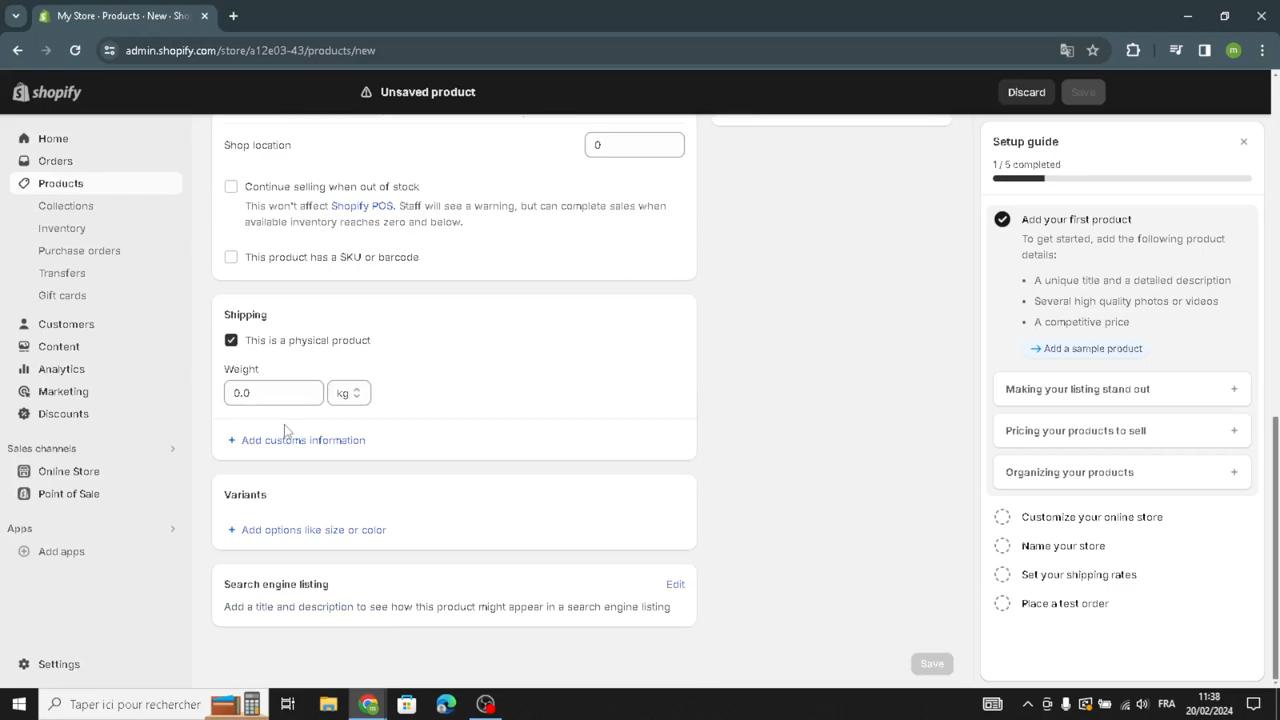 My Store · Products · New · Sho
admin.shopify.com/store/a12e03-43/products/new
m
shopify
Unsaved product
Discard
Save
Home
Orders
Products
Collections
Inventory
Purchase orders
Transfers
Gift cards
Customers
Content
Analytics
Marketing
Discounts
Sales channels
Online Store
Point of Sale
Apps
Add apps
Settings
Shop location
0
Continue selling when out of stock
This won't affect Shopify POS. Staff will see a warning, but can complete sales when
available inventory reaches zero and below.
This product has a SKU or barcode
Shipping
This is a physical product
Weight
0.0
kg
+ Add customs information
Variants
+ Add options like size or color
Search engine listing
Edit
Add a title and description to see how this product might appear in a search engine listing
Save
Setup guide
1 / 5 completed
Add your first product
To get started, add the following product
details:
• A unique title and a detailed description
• Several high quality photos or videos
• A competitive price
Add a sample product
Making your listing stand out
Pricing your products to sell
Organizing your products
Customize your online store
Name your store
Set your shipping rates
Place a test order
Taper ici pour rechercher
FRA
11:38
20/02/2024